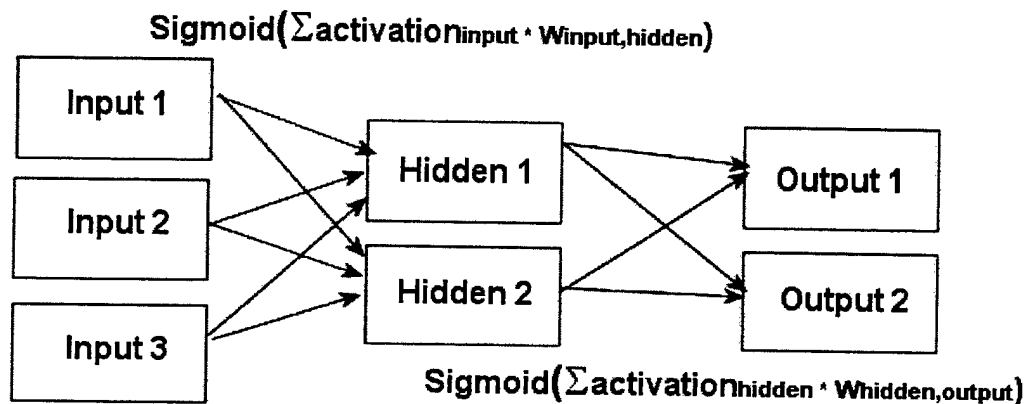 Sigmoid(Σactivationinput * Winput,hidden)
Input 1
Input 2
Input 3
Hidden 1
Hidden 2
Output 1
Output 2
Sigmoid(Σactivationhidden * Whidden,output)